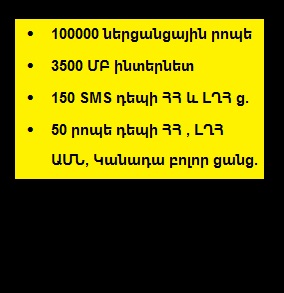 • 100000 ներցանցային րոպե
• 3500 ՄԲ ինտերնետ
• 150 SMS դեպի ՀՀ և ԼՂՀ ց.
• 50 րոպե դեպի ՀՀ , ԼՂՀ
ԱՄՆ, Կանադա բոլոր ցանց.